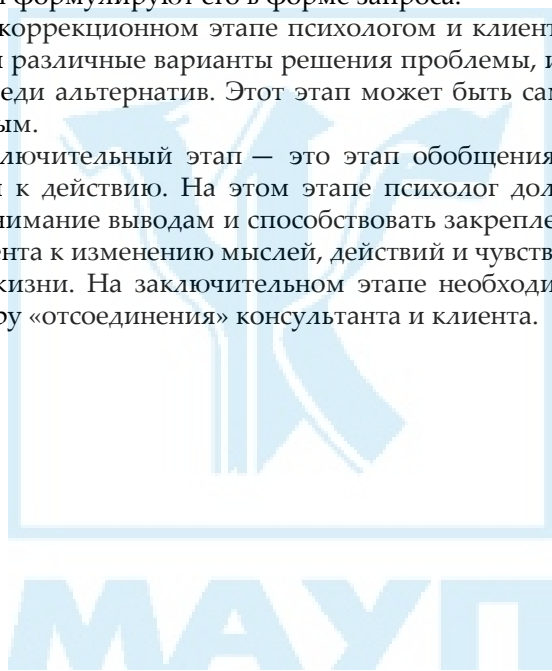 формулируют его в форме запроса.
коррекционном этапе психологом и клиент
различные варианты решения проблемы, и
еди альтернатив. Этот этап может быть сам
ым.
лючительный этап — это этап обобщения
к действию. На этом этапе психолог дол
нимание выводам и способствовать закрепле
ента к изменению мыслей, действий и чувств
жизни. На заключительном этапе необходи
ру «отсоединения» консультанта и клиента.
МАУП